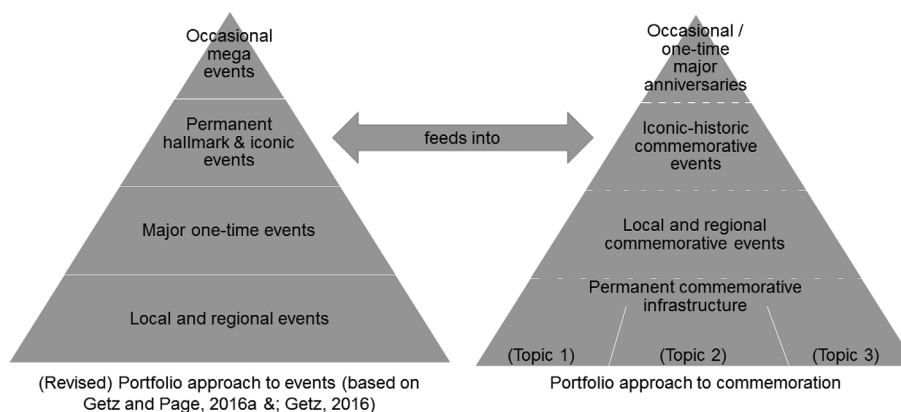 Occasional
mega
events
Permanent
hallmark & iconic
events
Major one-time events
Local and regional events
(Revised) Portfolio approach to events (based on
Getz and Page, 2016a &; Getz, 2016)
feeds into
Occasional /
one-time
major
anniversaries
Iconic-historic
commemorative
events
Local and regional
commemorative events
Permanent commemorative
infrastructure
(Topic 1)
(Topic 2)
(Topic 3)
Portfolio approach to commemoration